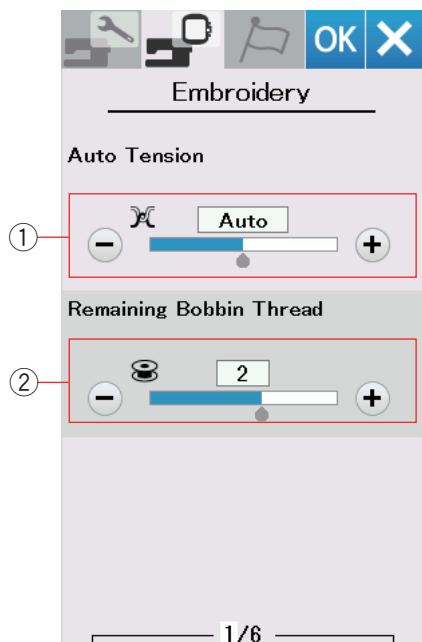 OK
Embroidery
Auto Tension
① Auto
Remaining Bobbin Thread
② 2
1/6